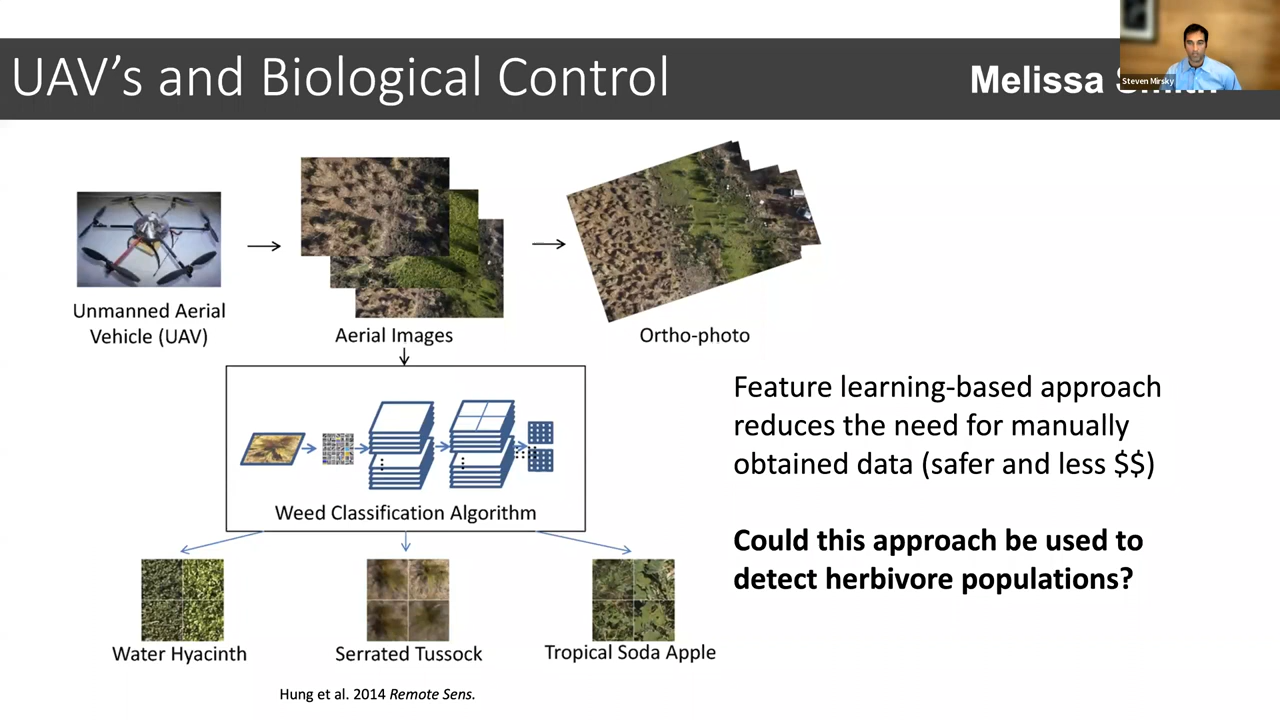 UAV's and Biological Control
Melissa
Steven Mirsky
Unmanned Aerial
Vehicle (UAV)
Aerial Images
Ortho-photo
Weed Classification Algorithm
Feature learning-based approach
reduces the need for manually
obtained data (safer and less $$)
Could this approach be used to
detect herbivore populations?
Water Hyacinth
Serrated Tussock
Tropical Soda Apple
Hung et al. 2014 Remote Sens.